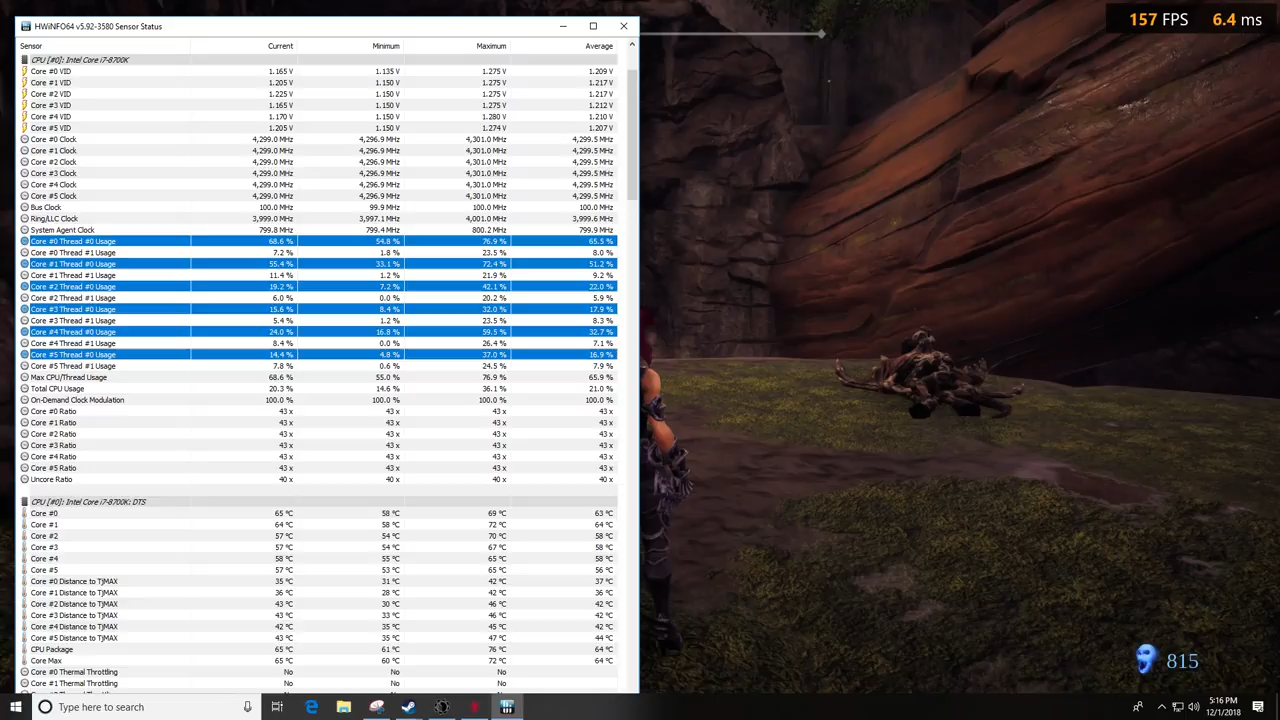 HWiNFO64 v5.92-3580 Sensor Status
157 FPS 6.4 ms
Sensor Current Minimum Maximum Average
CPU [#0]: Intel Core i7-8700K
Core #0 VID 1.165 V 1.135 V 1.275 V 1.209 V
Core #1 VID 1.205 V 1.150 V 1.275 V 1.217 V
Core #2 VID 1.225 V 1.150 V 1.275 V 1.217 V
Core #3 VID 1.165 V 1.150 V 1.275 V 1.212 V
Core #4 VID 1.170 V 1.150 V 1.280 V 1.210 V
Core #5 VID 1.205 V 1.150 V 1.274 V 1.207 V
Core #0 Clock 4,299.0 MHz 4,296.9 MHz 4,301.0 MHz 4,299.5 MHz
Core #1 Clock 4,299.0 MHz 4,296.9 MHz 4,301.0 MHz 4,299.5 MHz
Core #2 Clock 4,299.0 MHz 4,296.9 MHz 4,301.0 MHz 4,299.5 MHz
Core #3 Clock 4,299.0 MHz 4,296.9 MHz 4,301.0 MHz 4,299.5 MHz
Core #4 Clock 4,299.0 MHz 4,296.9 MHz 4,301.0 MHz 4,299.5 MHz
Core #5 Clock 4,299.0 MHz 4,296.9 MHz 4,301.0 MHz 4,299.5 MHz
Bus Clock 100.0 MHz 99.9 MHz 100.0 MHz 100.0 MHz
Ring/LLC Clock 3,999.0 MHz 3,997.1 MHz 4,001.0 MHz 3,999.6 MHz
System Agent Clock 799.8 MHz 799.4 MHz 800.2 MHz 799.9 MHz
Core #0 Thread #0 Usage 68.6 % 54.8 % 76.9 % 65.5 %
Core #0 Thread #1 Usage 7.2 % 1.8 % 23.5 % 8.0 %
Core #1 Thread #0 Usage 55.4 % 33.1 % 72.4 % 51.2 %
Core #1 Thread #1 Usage 11.4 % 1.2 % 21.9 % 9.2 %
Core #2 Thread #0 Usage 19.2 % 7.2 % 42.1 % 22.0 %
Core #2 Thread #1 Usage 6.0 % 0.0 % 20.2 % 5.9 %
Core #3 Thread #0 Usage 15.6 % 8.4 % 32.0 % 17.9 %
Core #3 Thread #1 Usage 5.4 % 1.2 % 23.5 % 8.3 %
Core #4 Thread #0 Usage 24.0 % 16.8 % 59.5 % 32.7 %
Core #4 Thread #1 Usage 8.4 % 0.0 % 26.4 % 7.1 %
Core #5 Thread #0 Usage 14.4 % 4.8 % 37.0 % 16.9 %
Core #5 Thread #1 Usage 7.8 % 0.6 % 24.5 % 7.9 %
Max CPU/Thread Usage 68.6 % 55.0 % 76.9 % 65.9 %
Total CPU Usage 20.3 % 14.6 % 36.1 % 21.0 %
On-Demand Clock Modulation 100.0 % 100.0 % 100.0 % 100.0 %
Core #0 Ratio 43 x 43 x 43 x 43 x
Core #1 Ratio 43 x 43 x 43 x 43 x
Core #2 Ratio 43 x 43 x 43 x 43 x
Core #3 Ratio 43 x 43 x 43 x 43 x
Core #4 Ratio 43 x 43 x 43 x 43 x
Core #5 Ratio 43 x 43 x 43 x 43 x
Uncore Ratio 40 x 40 x 40 x 40 x
CPU [#0]: Intel Core i7-8700K: DTS
Core #0 65 °C 58 °C 69 °C 63 °C
Core #1 64 °C 58 °C 72 °C 64 °C
Core #2 57 °C 54 °C 70 °C 58 °C
Core #3 57 °C 54 °C 67 °C 58 °C
Core #4 58 °C 55 °C 65 °C 58 °C
Core #5 57 °C 53 °C 65 °C 56 °C
Core #0 Distance to TjMAX 35 °C 31 °C 42 °C 37 °C
Core #1 Distance to TjMAX 36 °C 28 °C 42 °C 36 °C
Core #2 Distance to TjMAX 43 °C 30 °C 46 °C 42 °C
Core #3 Distance to TjMAX 43 °C 33 °C 46 °C 42 °C
Core #4 Distance to TjMAX 42 °C 35 °C 45 °C 42 °C
Core #5 Distance to TjMAX 43 °C 35 °C 47 °C 44 °C
CPU Package 65 °C 61 °C 76 °C 64 °C
Core Max 65 °C 60 °C 72 °C 64 °C
Core #0 Thermal Throttling No No No
Core #1 Thermal Throttling No No No
815
Type here to search
5:16 PM
12/1/2018